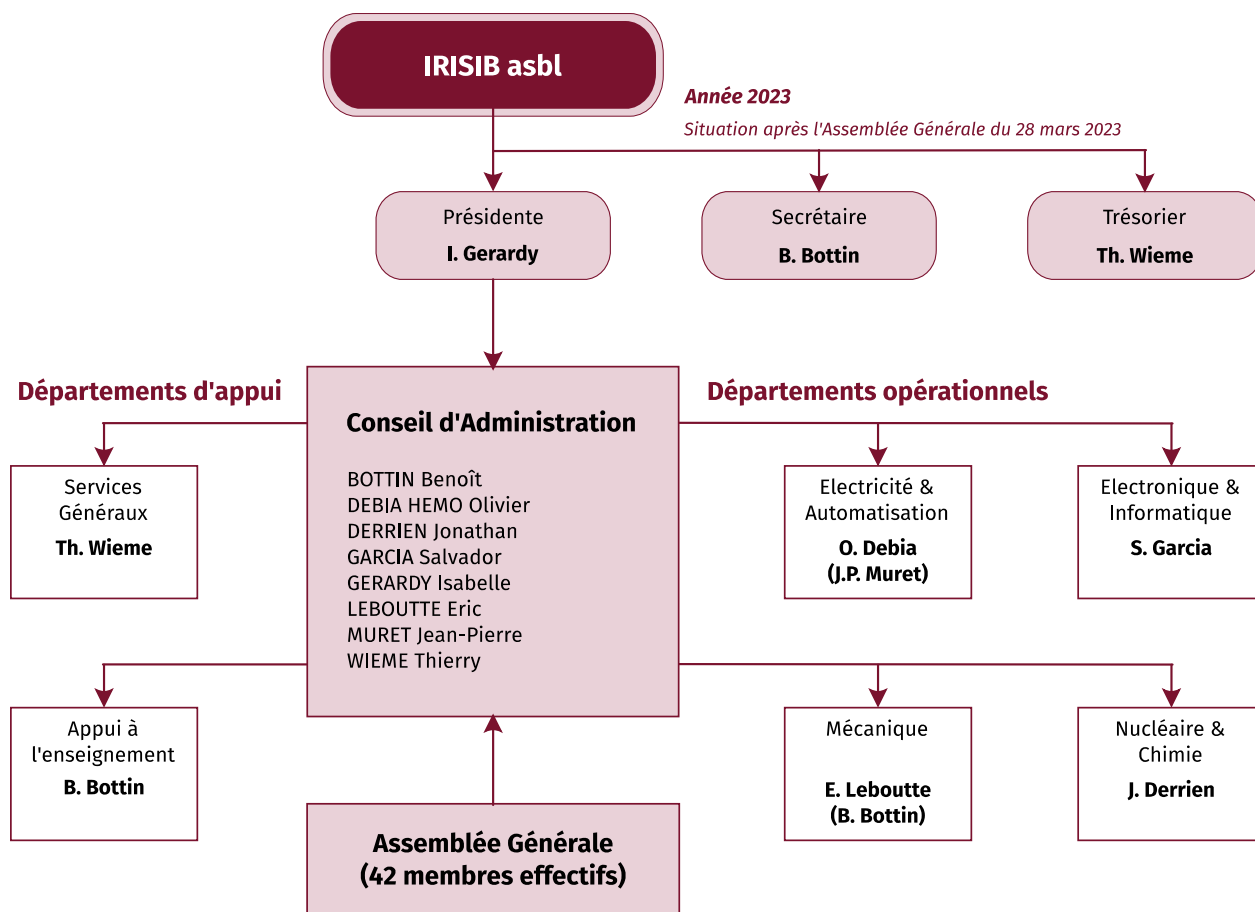 IRISIB asbl
Année 2023
Situation après l'Assemblée Générale du 28 mars 2023
Présidente
I. Gerardy
Secrétaire
B. Bottin
Trésorier
Th. Wieme
Départements d'appui
Départements opérationnels
Services
Généraux
Th. Wieme
Conseil d'Administration
BOTTIN Benoît
DEBIA HEMO Olivier
DERRIEN Jonathan
GARCIA Salvador
GERARDY Isabelle
LEBOUTTE Eric
MURET Jean-Pierre
WIEME Thierry
Electricité &
Automatisation
O. Debia
(J.P. Muret)
Electronique &
Informatique
S. Garcia
Appui à
l'enseignement
B. Bottin
Mécanique
E. Leboutte
(B. Bottin)
Nucléaire &
Chimie
J. Derrien
Assemblée Générale
(42 membres effectifs)